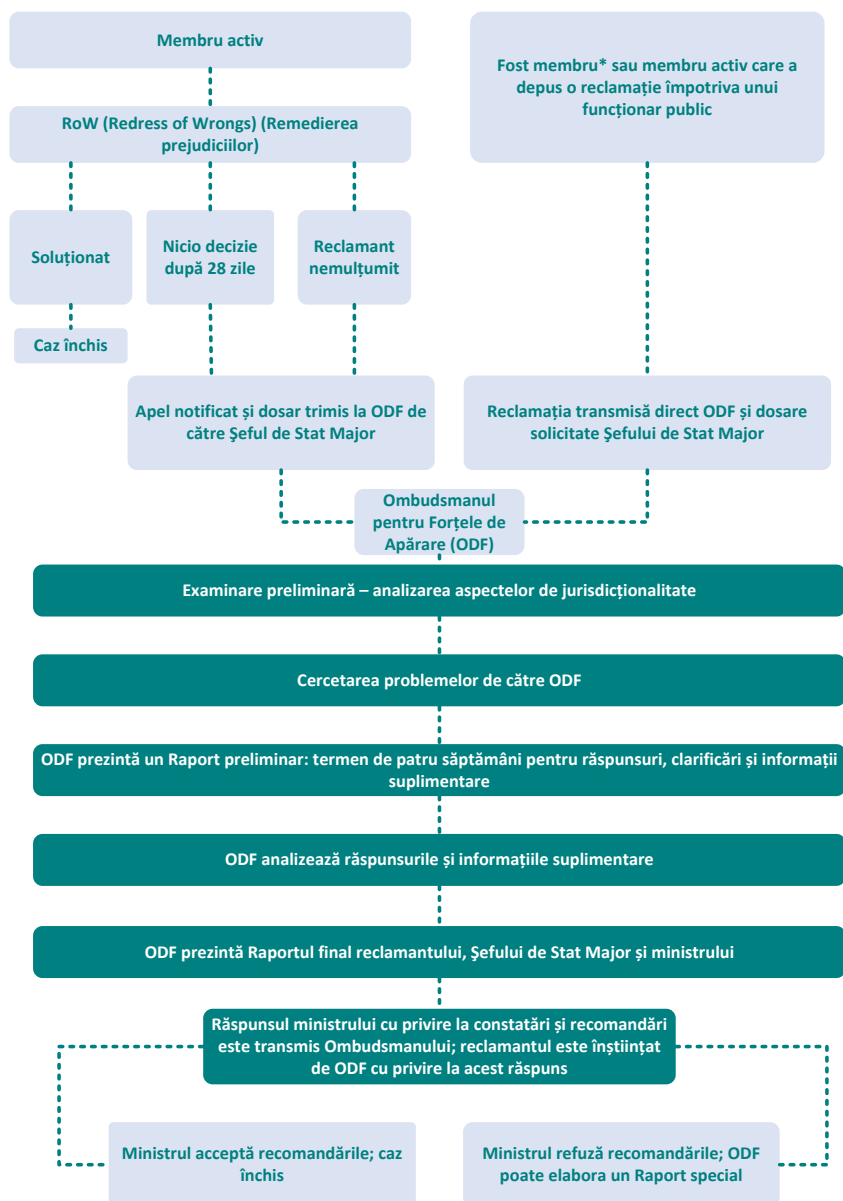 Membru activ
Fost membru* sau membru activ care a
depus o reclamație împotriva unui
funcționar public
RoW (Redress of Wrongs) (Remedierea
prejudiciilor)
Soluționat
Nicio decizie
după 28 zile
Reclamant
nemulțumit
Caz închis
Apel notificat și dosar trimis la ODF de
către Şeful de Stat Major
Reclamația transmisă direct ODF și dosare
solicitate Şefului de Stat Major
Ombudsmanul
pentru Forțele de
Apărare (ODF)
Examinare preliminară – analizarea aspectelor de jurisdicționalitate
Cercetarea problemelor de către ODF
ODF prezintă un Raport preliminar: termen de patru săptămâni pentru răspunsuri, clarificări și informații
suplimentare
ODF analizează răspunsurile și informațiile suplimentare
ODF prezintă Raportul final reclamantului, Şefului de Stat Major și ministrului
Răspunsul ministrului cu privire la constatări și recomandări
este transmis Ombudsmanului; reclamantul este înștiințat
de ODF cu privire la acest răspuns
Ministrul acceptă recomandările; caz
închis
Ministrul refuză recomandările; ODF
poate elabora un Raport special